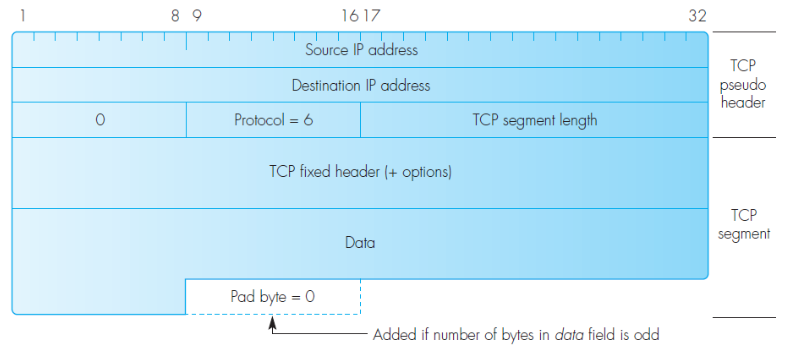 1 8 9 16 17 32
Source IP address
Destination IP address
TCP
pseudo
header
0 Protocol = 6 TCP segment length
TCP fixed header (+ options)
Data
TCP
segment
Pad byte = 0
Added if number of bytes in data field is odd